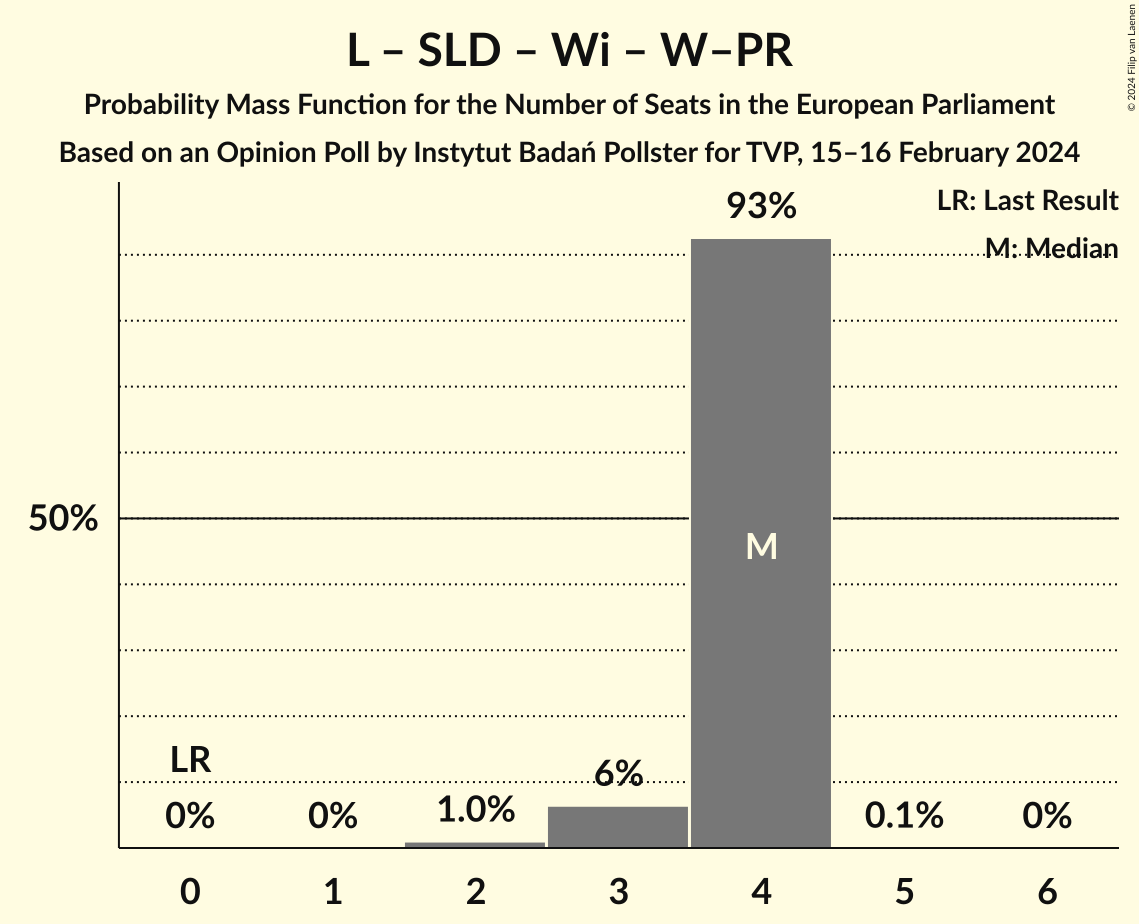 L – SLD – Wi – W–PR
Probability Mass Function for the Number of Seats in the European Parliament
Based on an Opinion Poll by Instytut Badań Pollster for TVP, 15–16 February 2024
© 2024 Filip van Laenen
LR: Last Result
M: Median
93%
50%
M
LR
0%
0%
1.0%
6%
0.1%
0%
0 1 2 3 4 5 6